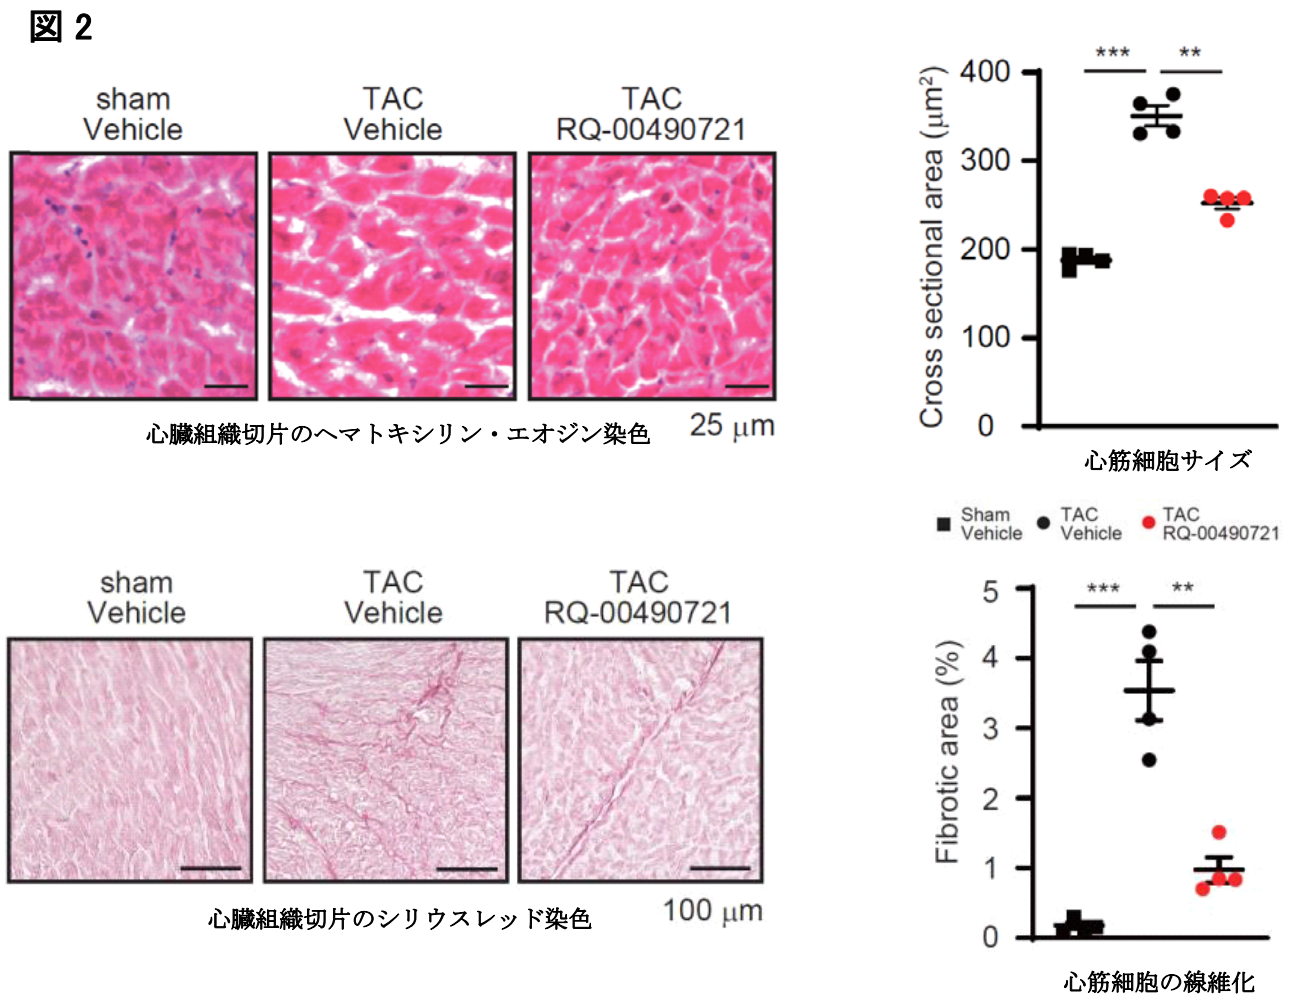 図 2
sham
Vehicle
TAC
Vehicle
TAC
RQ-00490721
心臓組織切片のヘマトキシリン・エオジン染色
25 μm
*** **
Cross sectional area (μm²)
400
300
200
100
0
心筋細胞サイズ
Sham
Vehicle
TAC
Vehicle
TAC
RQ-00490721
sham
Vehicle
TAC
Vehicle
TAC
RQ-00490721
心臓組織切片のシリウスレッド染色
100 μm
*** **
Fibrotic area (%)
5
4
3
2
1
0
心筋細胞の線維化